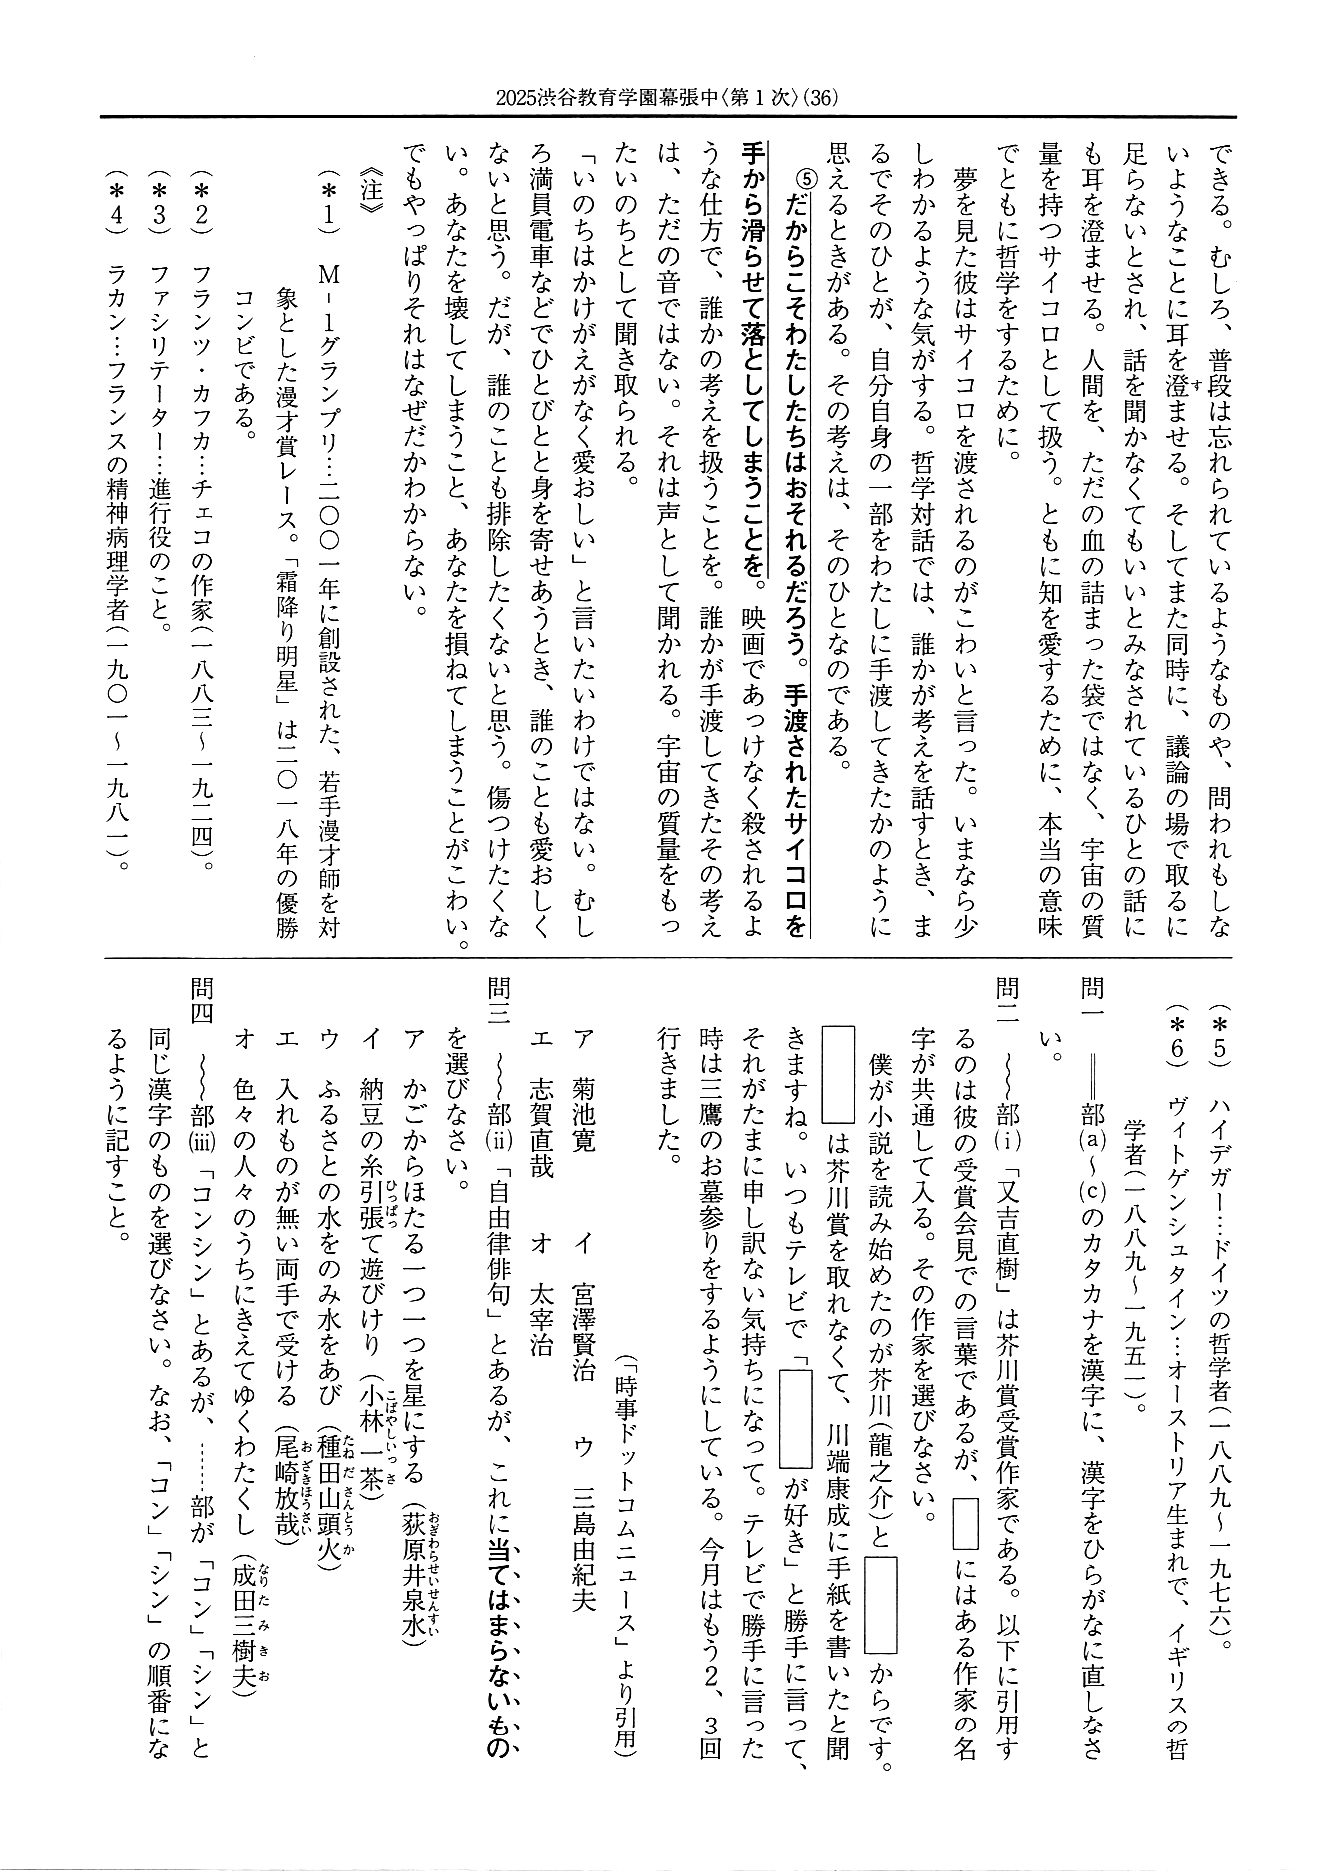 2025渋谷教育学園幕張中〈第1次〉(36)
できる。むしろ、普段は忘れられているようなものや、問われもしな
いようなことに耳を澄ませる。そしてまた同時に、議論の場で取るに
足らないとされ、話を聞かなくてもいいとみなされているひとの話に
も耳を澄ませる。人間を、ただの血の詰まった袋ではなく、宇宙の質
量を持つサイコロとして扱う。ともに知を愛するために、本当の意味
でともに哲学をするために。
夢を見た彼はサイコロを渡されるのがこわいと言った。いまなら少
しわかるような気がする。哲学対話では、誰かが考えを話すとき、ま
るでそのひとが、自分自身の一部をわたしに手渡してきたかのように
思えるときがある。その考えは、そのひとなのである。
⑤だからこそわたしたちはおそれるだろう。手渡されたサイコロを
手から滑らせて落としてしまうことを。映画であっけなく殺されるよ
うな仕方で、誰かの考えを扱うことを。誰かが手渡してきたその考え
は、ただの音ではない。それは声として聞かれる。宇宙の質量をもっ
たいのちとして聞き取られる。
「いのちはかけがえがなく愛おしい」と言いたいわけではない。むし
ろ満員電車などでひとびとと身を寄せあうとき、誰のことも愛おしく
ないと思う。だが、誰のことも排除したくないと思う。傷つけたくな
い。あなたを壊してしまうこと、あなたを損ねてしまうことがこわい。
でもやっぱりそれはなぜだかわからない。
《注》
(＊1) M-1グランプリ…二〇〇一年に創設された、若手漫才師を対
象とした漫才賞レース。「霜降り明星」は二〇一八年の優勝
コンビである。
(＊2) フランツ・カフカ…チェコの作家(一八八三〜一九二四)。
(＊3) ファシリテーター…進行役のこと。
(＊4) ラカン…フランスの精神病理学者(一九〇一〜一九八一)。
(＊5) ハイデガー…ドイツの哲学者(一八八九〜一九七六)。
(＊6) ヴィトゲンシュタイン…オーストリア生まれで、イギリスの哲
学者(一八八九〜一九五一)。
問一 ＝部(a)〜(c)のカタカナを漢字に、漢字をひらがなに直しなさ
い。
問二 〜〜部(ⅰ)「又吉直樹」は芥川賞受賞作家である。以下に引用す
るのは彼の受賞会見での言葉であるが、□にはある作家の名
字が共通して入る。その作家を選びなさい。
僕が小説を読み始めたのが芥川(龍之介)と□からです。
□は芥川賞を取れなくて、川端康成に手紙を書いたと聞
きますね。いつもテレビで「□が好き」と勝手に言って、
それがたまに申し訳ない気持ちになって。テレビで勝手に言った
時は三鷹のお墓参りをするようにしている。今月はもう2、3回
行きました。
(「時事ドットコムニュース」より引用)
ア 菊池寛 イ 宮澤賢治 ウ 三島由紀夫
エ 志賀直哉 オ 太宰治
問三 〜〜部(ⅱ)「自由律俳句」とあるが、これに当てはまらないもの
を選びなさい。
ア かごからほたる一つ一つを星にする(荻原井泉水)
イ 納豆の糸引張て遊びけり(小林一茶)
ウ ふるさとの水をのみ水をあび(種田山頭火)
エ 入れものが無い両手で受ける(尾崎放哉)
オ 色々の人々のうちにきえてゆくわたくし(成田三樹夫)
問四 〜〜部(ⅲ)「コンシン」とあるが、……部が「コン」「シン」と
同じ漢字のものを選びなさい。なお、「コン」「シン」の順番にな
るように記すこと。